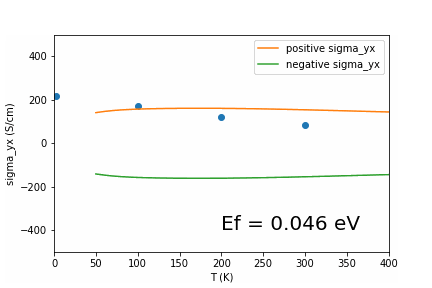 positive sigma_yx
negative sigma_yx
400
200
0
−200
−400
sigma_yx (S/cm)
Ef = 0.046 eV
0
50
100
150
200
250
300
350
400
T (K)